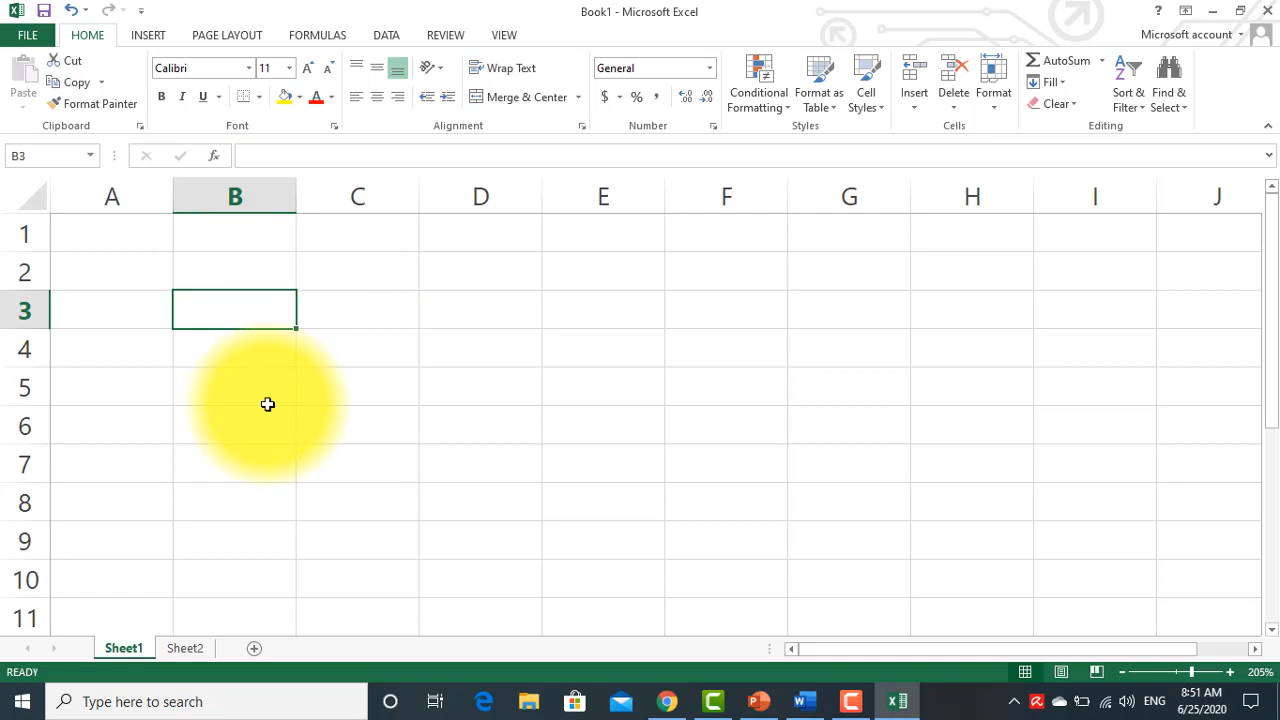 Book1 - Microsoft Excel
?
FILE HOME INSERT PAGE LAYOUT FORMULAS DATA REVIEW VIEW
Microsoft account
Paste
Cut
Copy
Format Painter
Clipboard
Calibri 11
A A
B I U A
Font
Wrap Text
Merge & Center
Alignment
General
$ % ,
Number
Conditional Formatting
Format as Table
Cell Styles
Styles
Insert Delete Format
Cells
AutoSum
Fill
Clear
Sort & Filter
Find & Select
Editing
B3
fx
A B C D E F G H I J
1
2
3
4
5
6
7
8
9
10
11
Sheet1 Sheet2
READY
205%
Type here to search
ENG
8:51 AM
6/25/2020